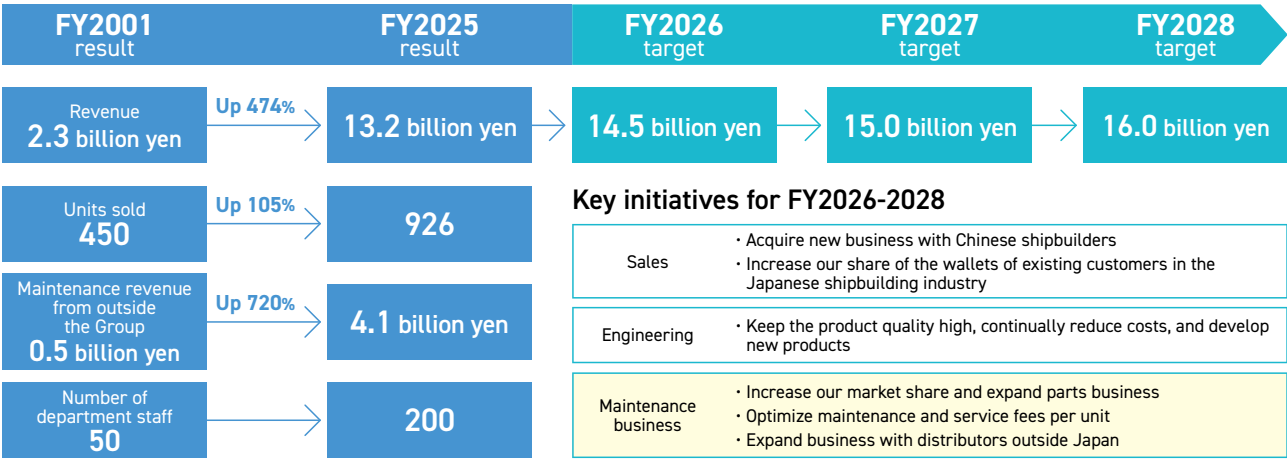 FY2001
result
FY2025
result
FY2026
target
FY2027
target
FY2028
target
Revenue
2.3 billion yen
Up 474%
13.2 billion yen
14.5 billion yen
15.0 billion yen
16.0 billion yen
Units sold
450
Up 105%
926
Maintenance revenue
from outside
the Group
0.5 billion yen
Up 720%
4.1 billion yen
Number of
department staff
50
200
Key initiatives for FY2026-2028
Sales
・Acquire new business with Chinese shipbuilders
・Increase our share of the wallets of existing customers in the
Japanese shipbuilding industry
Engineering
・Keep the product quality high, continually reduce costs, and develop
new products
Maintenance
business
・Increase our market share and expand parts business
・Optimize maintenance and service fees per unit
・Expand business with distributors outside Japan